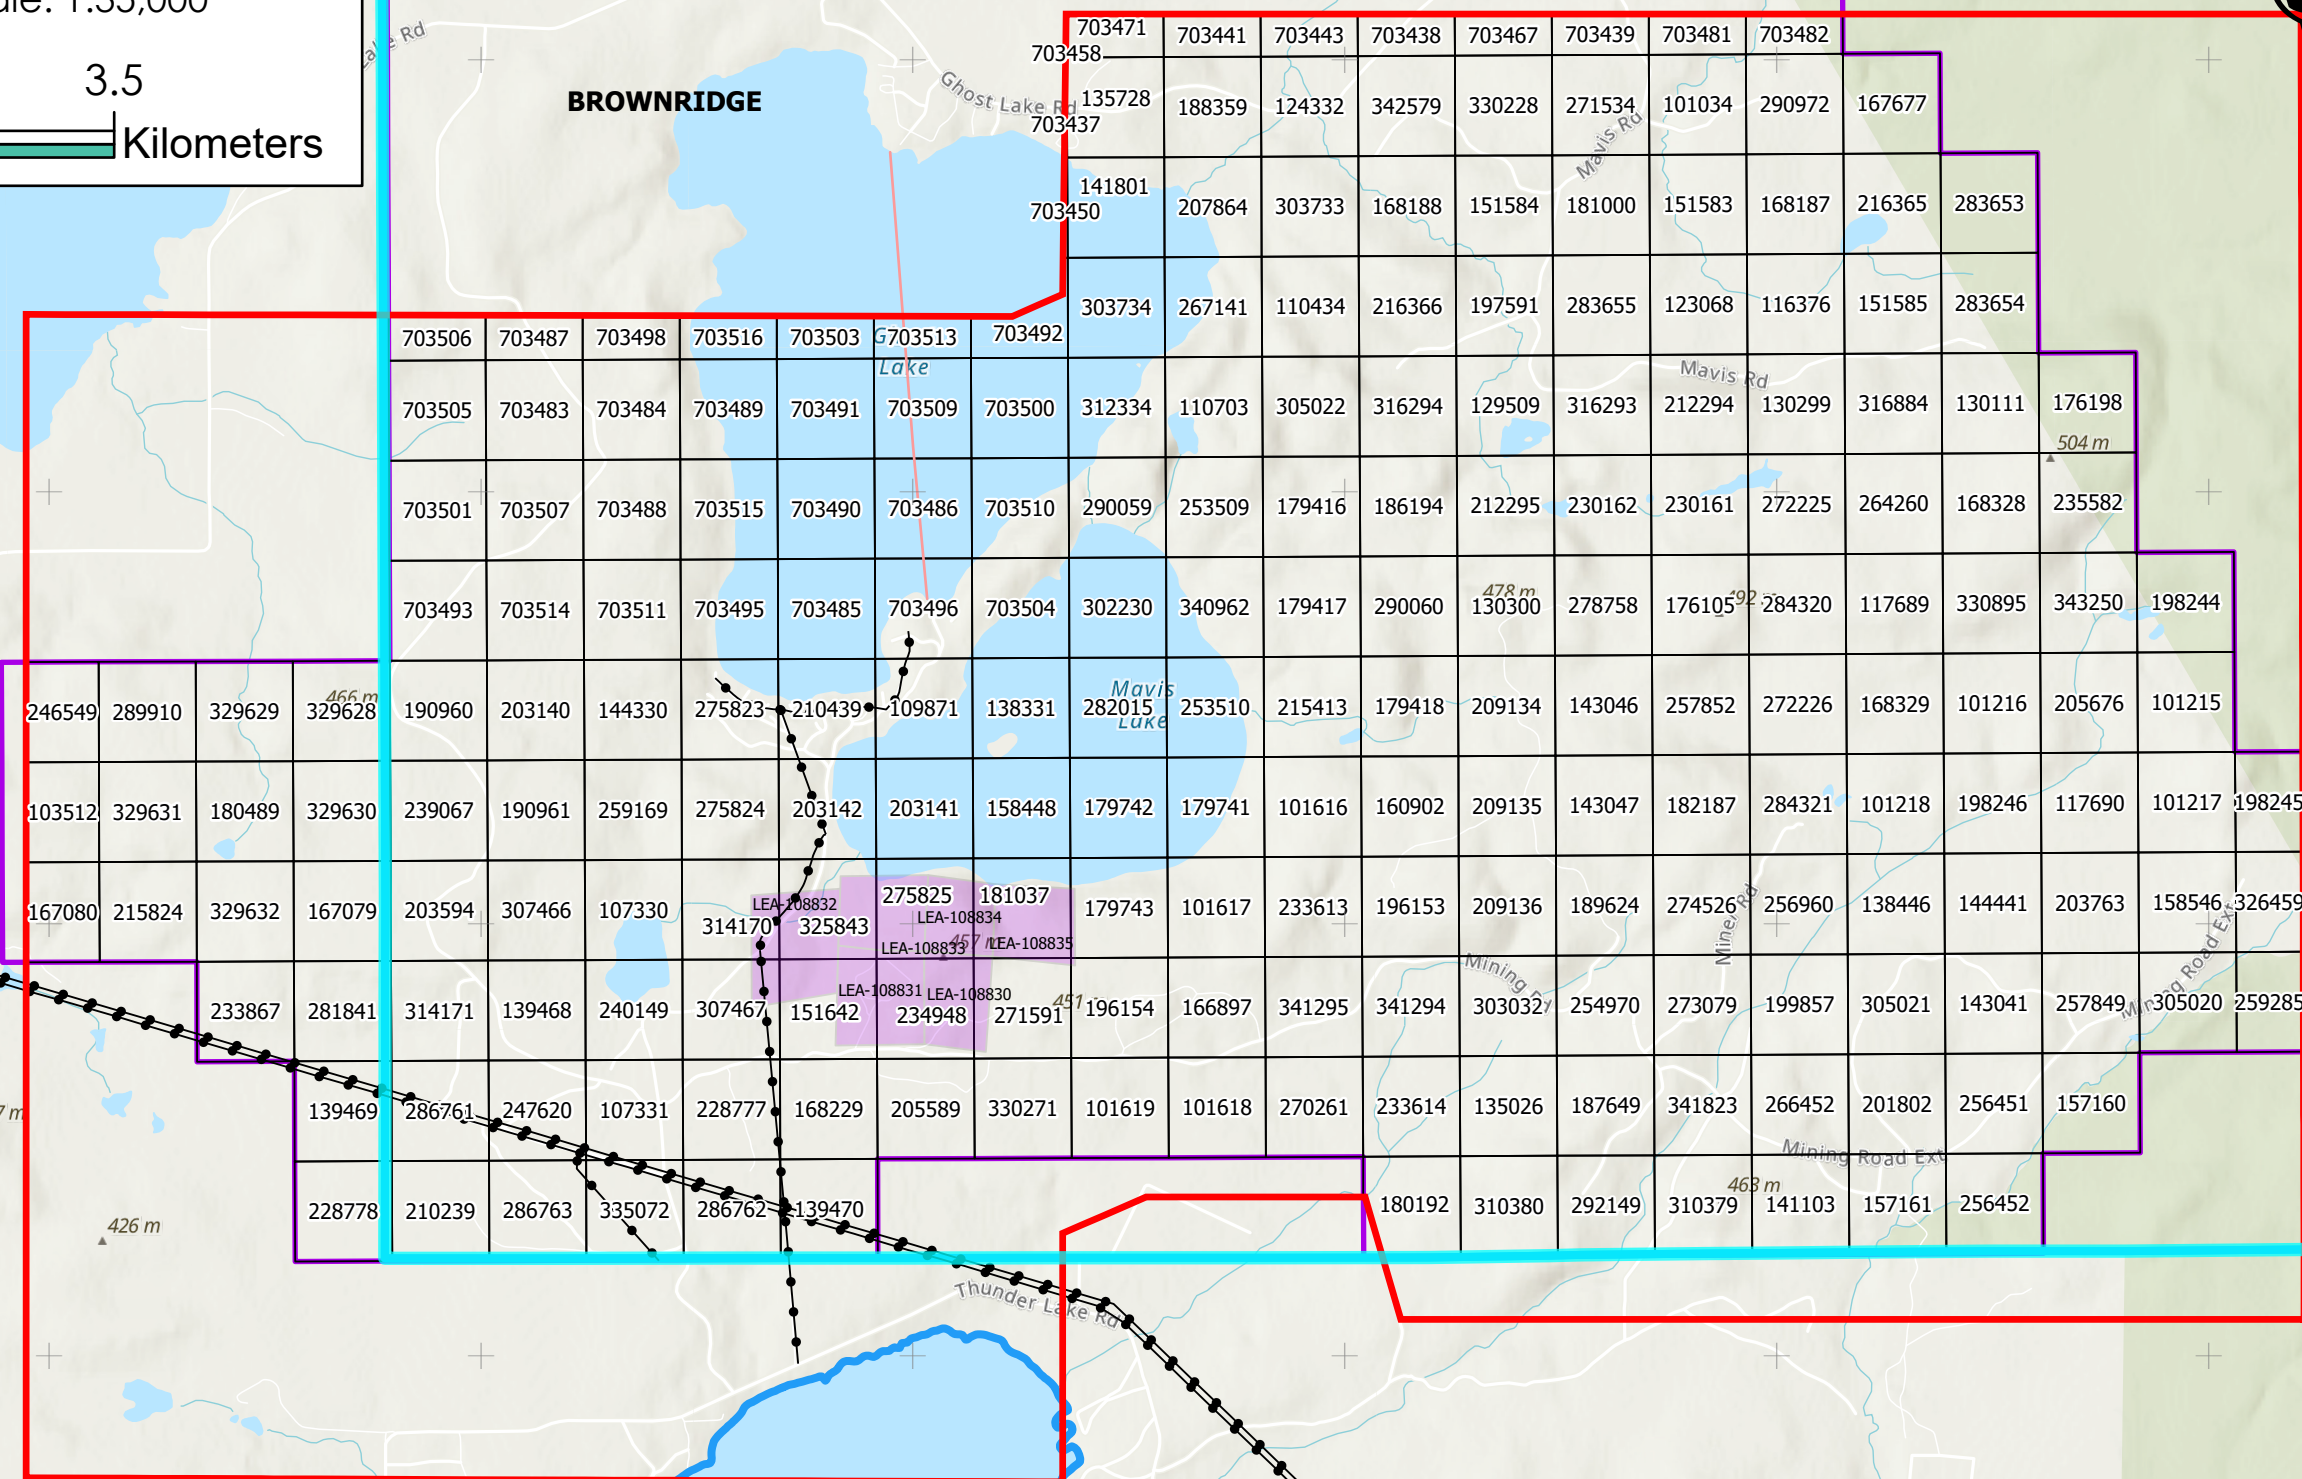 ale: 1:35,000
3.5
Kilometers
Lake Rd
BROWNRIDGE
Ghost Lake Rd
703471 703441 703443 703438 703467 703439 703481 703482
703458
135728 188359 124332 342579 330228 271534 101034 290972 167677
703437
Mavis Rd
141801 207864 303733 168188 151584 181000 151583 168187 216365 283653
703450
303734 267141 110434 216366 197591 283655 123068 116376 151585 283654
703506 703487 703498 703516 703503 703513 703492
Lake
Mavis Rd
703505 703483 703484 703489 703491 703509 703500 312334 110703 305022 316294 129509 316293 212294 130299 316884 130111 176198
504 m
703501 703507 703488 703515 703490 703486 703510 290059 253509 179416 186194 212295 230162 230161 272225 264260 168328 235582
478 m 492
703493 703514 703511 703495 703485 703496 703504 302230 340962 179417 290060 130300 278758 176105 284320 117689 330895 343250 198244
466 m
Mavis
Lake
246549 289910 329629 329628 190960 203140 144330 275823 210439 109871 138331 282015 253510 215413 179418 209134 143046 257852 272226 168329 101216 205676 101215
103512 329631 180489 329630 239067 190961 259169 275824 203142 203141 158448 179742 179741 101616 160902 209135 143047 182187 284321 101218 198246 117690 101217 198245
167080 215824 329632 167079 203594 307466 107330 314170 325843 275825 181037 179743 101617 233613 196153 209136 189624 274526 256960 138446 144441 203763 158546 326459
LEA-108832
LEA-108834
LEA-108833 457 m LEA-108835
Miner Rd
Mining Rd
Mining Road Ext
LEA-108831 LEA-108830 451
233867 281841 314171 139468 240149 307467 151642 234948 271591 196154 166897 341295 341294 303032 254970 273079 199857 305021 143041 257849 305020 259285
7 m
139469 286761 247620 107331 228777 168229 205589 330271 101619 101618 270261 233614 135026 187649 341823 266452 201802 256451 157160
Mining Road Ext
463 m
228778 210239 286763 335072 286762 139470 180192 310380 292149 310379 141103 157161 256452
426 m
Thunder Lake Rd